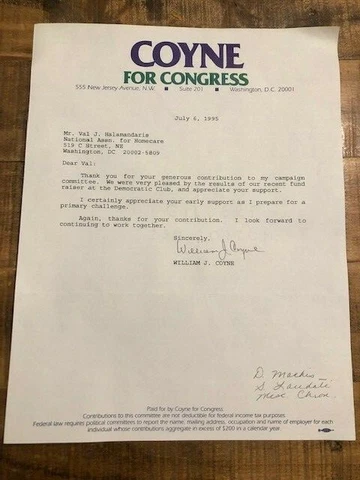 COYNE
FOR CONGRESS
555 New Jersey Avenue, N.W. ■ Suite 201 ■ Washington, D.C. 20001
July 6, 1995
Mr. Val J. Halamandaris
National Assn. for Homecare
519 C Street, NE
Washington, DC 20002-5809
Dear Val:
Thank you for your generous contribution to my campaign
committee. We were very pleased by the results of our recent fund
raiser at the Democratic Club, and appreciate your support.
I certainly appreciate your early support as I prepare for a
primary challenge.
Again, thanks for your contribution. I look forward to
continuing to work together.
Sincerely,
William J. Coyne
WILLIAM J. COYNE
D.
S.
Paid for by Coyne for Congress.
Contributions to this committee are not deductible for federal income tax purposes.
Federal law requires political committees to report the name, mailing address, occupation and name of employer for each
individual whose contributions aggregate in excess of $200 in a calendar year.